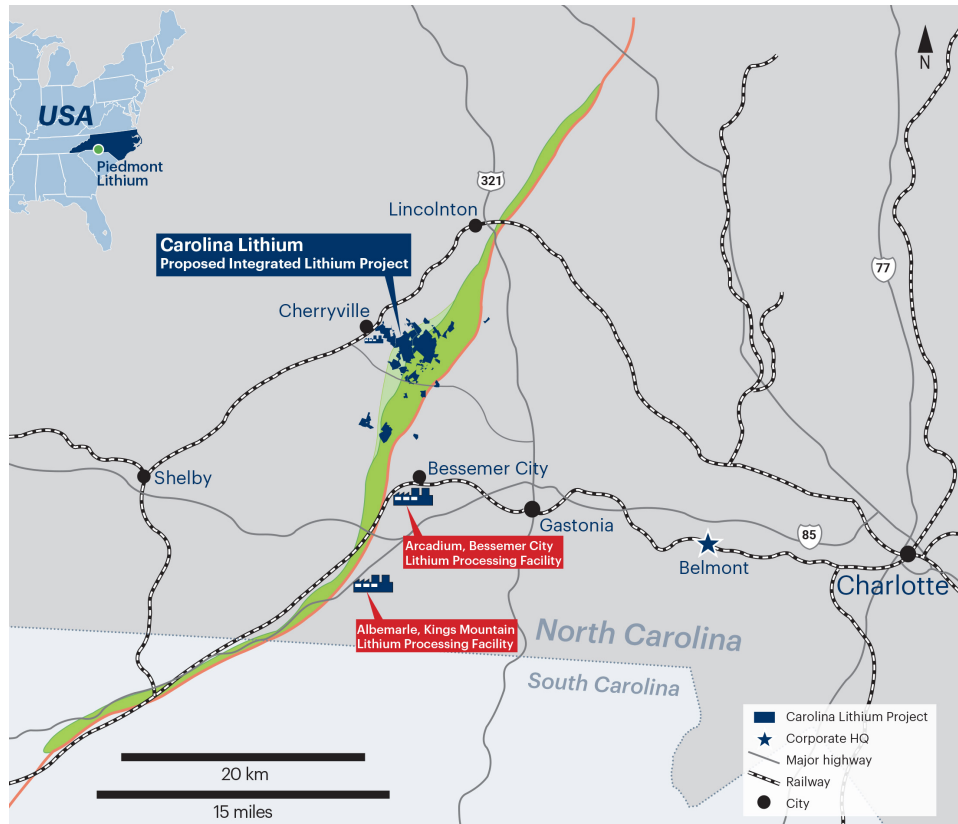 N
USA
Piedmont
Lithium
321
77
Lincolnton
Carolina Lithium
Proposed Integrated Lithium Project
Cherryville
Shelby
Bessemer City
Gastonia
85
Arcadium, Bessemer City
Lithium Processing Facility
Belmont
Charlotte
Albemarle, Kings Mountain
Lithium Processing Facility
North Carolina
South Carolina
20 km
15 miles
Carolina Lithium Project
Corporate HQ
Major highway
Railway
City